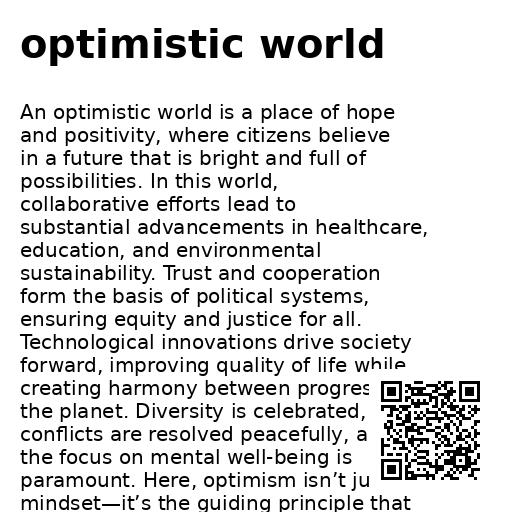 optimistic world
An optimistic world is a place of hope
and positivity, where citizens believe
in a future that is bright and full of
possibilities. In this world,
collaborative efforts lead to
substantial advancements in healthcare,
education, and environmental
sustainability. Trust and cooperation
form the basis of political systems,
ensuring equity and justice for all.
Technological innovations drive society
forward, improving quality of life while
creating harmony between progres
the planet. Diversity is celebrated,
conflicts are resolved peacefully, a
the focus on mental well-being is
paramount. Here, optimism isn’t ju
mindset—it’s the guiding principle that